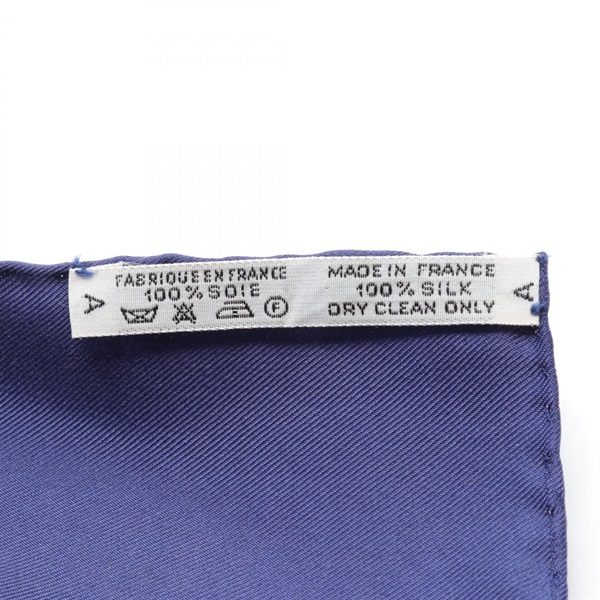 A
FABRIQUE EN FRANCE
100% SOIE
F
MADE IN FRANCE
100% SILK
DRY CLEAN ONLY
A